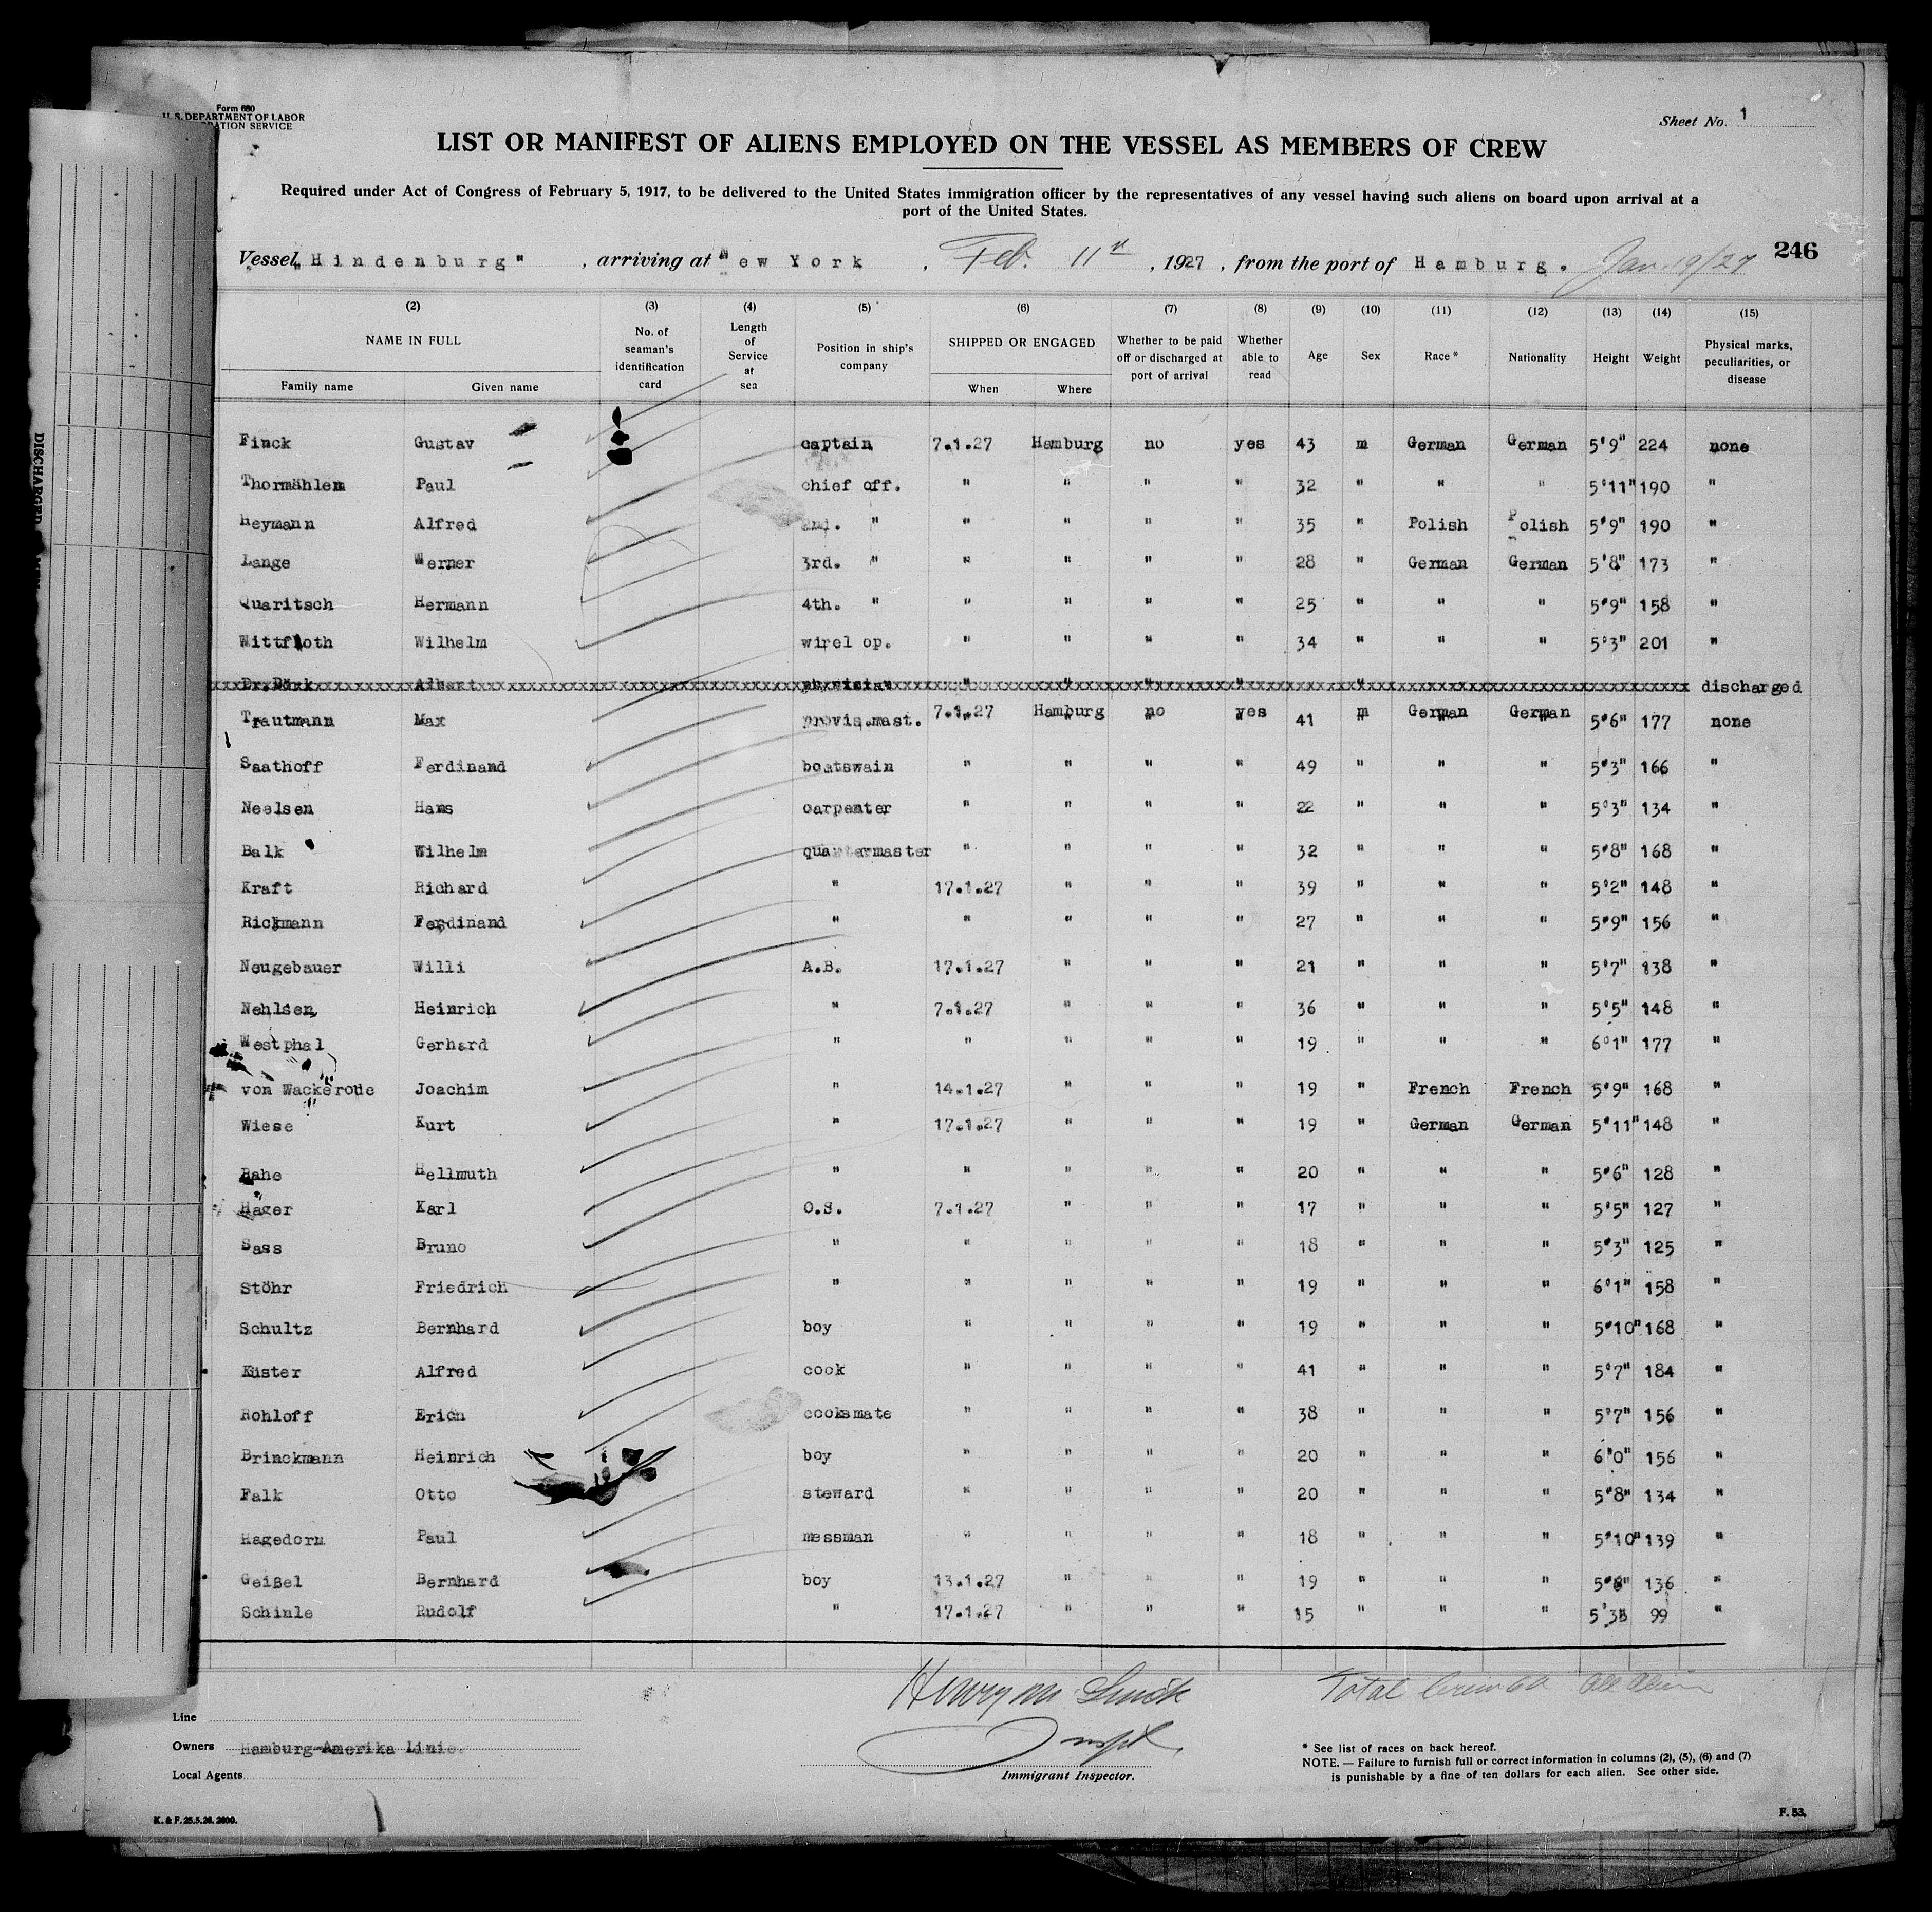 Form 680
U. S. DEPARTMENT OF LABOR
RATION SERVICE
Sheet No. 1
LIST OR MANIFEST OF ALIENS EMPLOYED ON THE VESSEL AS MEMBERS OF CREW
Required under Act of Congress of February 5, 1917, to be delivered to the United States immigration officer by the representatives of any vessel having such aliens on board upon arrival at a
port of the United States.
Vessel "Hindenburg" , arriving at New York , Feb. 11th , 1927 , from the port of Hamburg. Jan. 19/27 246
(2) (3) (4) (5) (6) (7) (8) (9) (10) (11) (12) (13) (14) (15)
NAME IN FULL
Family name Given name
No. of seaman's identification card
Length of Service at sea
Position in ship's company
SHIPPED OR ENGAGED
When Where
Whether to be paid off or discharged at port of arrival
Whether able to read
Age Sex Race* Nationality Height Weight
Physical marks, peculiarities, or disease
DISCHARGED
Finck Gustav captain 7.1.27 Hamburg no yes 43 m German German 5'9" 224 none
Thormählem Paul chief off. " " " " 32 " " " 5'11" 190 "
Heymann Alfred 2nd. " " " " " 35 " Polish Polish 5'9" 190 "
Lange Werner 3rd. " " " " " 28 " German German 5'8" 173 "
Quaritsch Hermann 4th. " " " " " 25 " " " 5'9" 158 "
Wittfloth Wilhelm wirel op. " " " " 34 " " " 5'3" 201 "
Dr. Albert physician " " " " " discharged
Trautmann Max provis.mast. 7.1.27 Hamburg no yes 41 m German German 5'6" 177 none
Saathoff Ferdinand boatswain " " " " 49 " " " 5'3" 166 "
Neelsen Hans carpenter " " " " 22 " " " 5'3" 134 "
Balk Wilhelm quartermaster " " " " 32 " " " 5'8" 168 "
Kraft Richard " 17.1.27 " " " 39 " " " 5'2" 148 "
Rickmann Ferdinand " " " " " 27 " " " 5'9" 156 "
Neugebauer Willi A.B. 17.1.27 " " " 21 " " " 5'7" 138 "
Nehlsen Heinrich " 7.1.27 " " " 36 " " " 5'5" 148 "
Westphal Gerhard " " " " " 19 " " " 6'1" 177 "
von Wackerode Joachim " 14.1.27 " " " 19 " French French 5'9" 168 "
Wiese Kurt " 17.1.27 " " " 19 " German German 5'11" 148 "
Bahe Hellmuth " " " " " 20 " " " 5'6" 128 "
Hager Karl O.S. 7.1.27 " " " 17 " " " 5'5" 127 "
Sass Bruno " " " " " 18 " " " 5'3" 125 "
Stöhr Friedrich " " " " " 19 " " " 6'1" 158 "
Schultz Bernhard boy " " " " 19 " " " 5'10" 168 "
Küster Alfred cook " " " " 41 " " " 5'7" 184 "
Rohloff Erich cooksmate " " " " 38 " " " 5'7" 156 "
Brinckmann Heinrich boy " " " " 20 " " " 6'0" 156 "
Falk Otto steward " " " " 20 " " " 5'8" 134 "
Hagedorn Paul messman " " " " 18 " " " 5'10" 139 "
Geißel Bernhard boy 13.1.27 " " " 19 " " " 5'8" 136 "
Schinle Rudolf " 17.1.27 " " " 15 " " " 5'3" 99 "
Henry M Total Crew All Alien
Line
Owners Hamburg-Amerika Linie.
Local Agents
Immigrant Inspector.
* See list of races on back hereof.
NOTE. — Failure to furnish full or correct information in columns (2), (5), (6) and (7)
is punishable by a fine of ten dollars for each alien. See other side.
K. & F. 25.5.26. 2000.
F. 53.